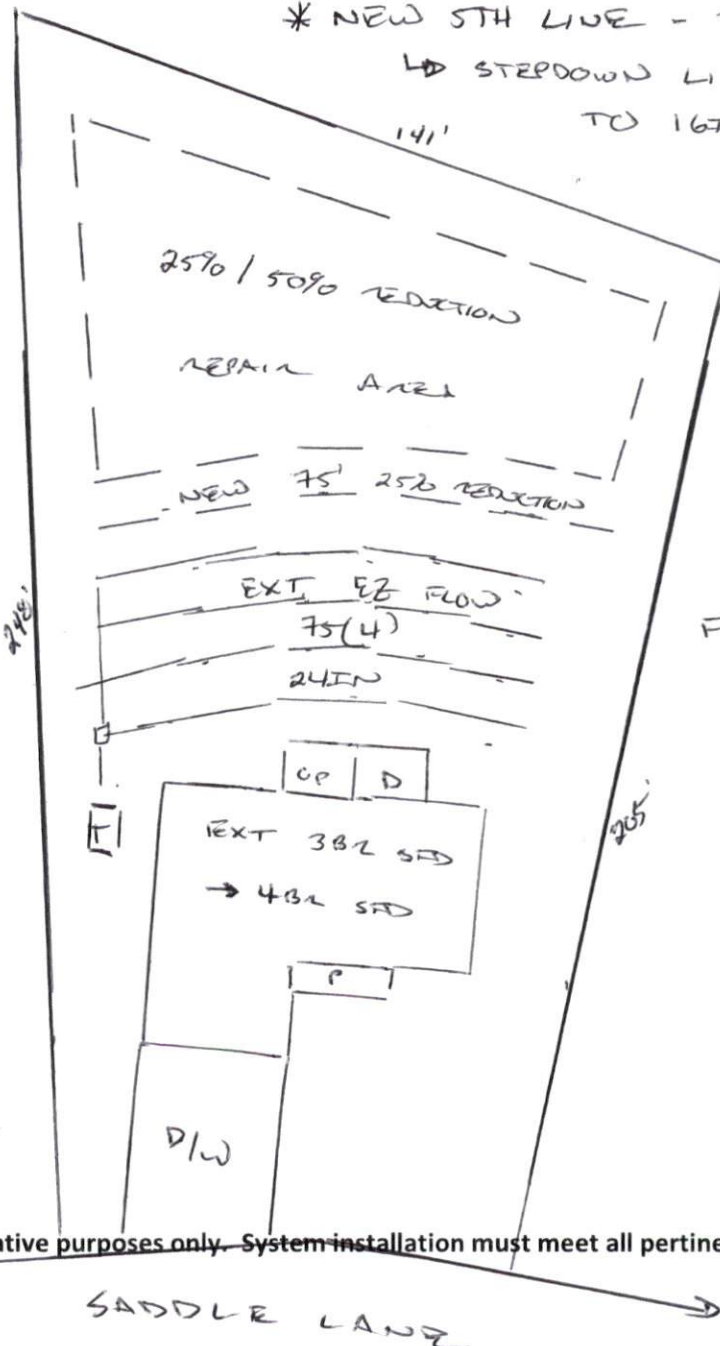 * NEW 5TH LINE -
↳ STEPDOWN LI
TO 167
141'
25% / 50% REDUCTION
REPAIR AREA
NEW 75' 25% REDUCTION
EXT. EZ FLOW
75(4)
24IN
248'
F
CP D
T
205'
EXT 3BR SFD
→ 4BR SFD
P
D/W
ative purposes only. System installation must meet all pertine
SADDLE LANE